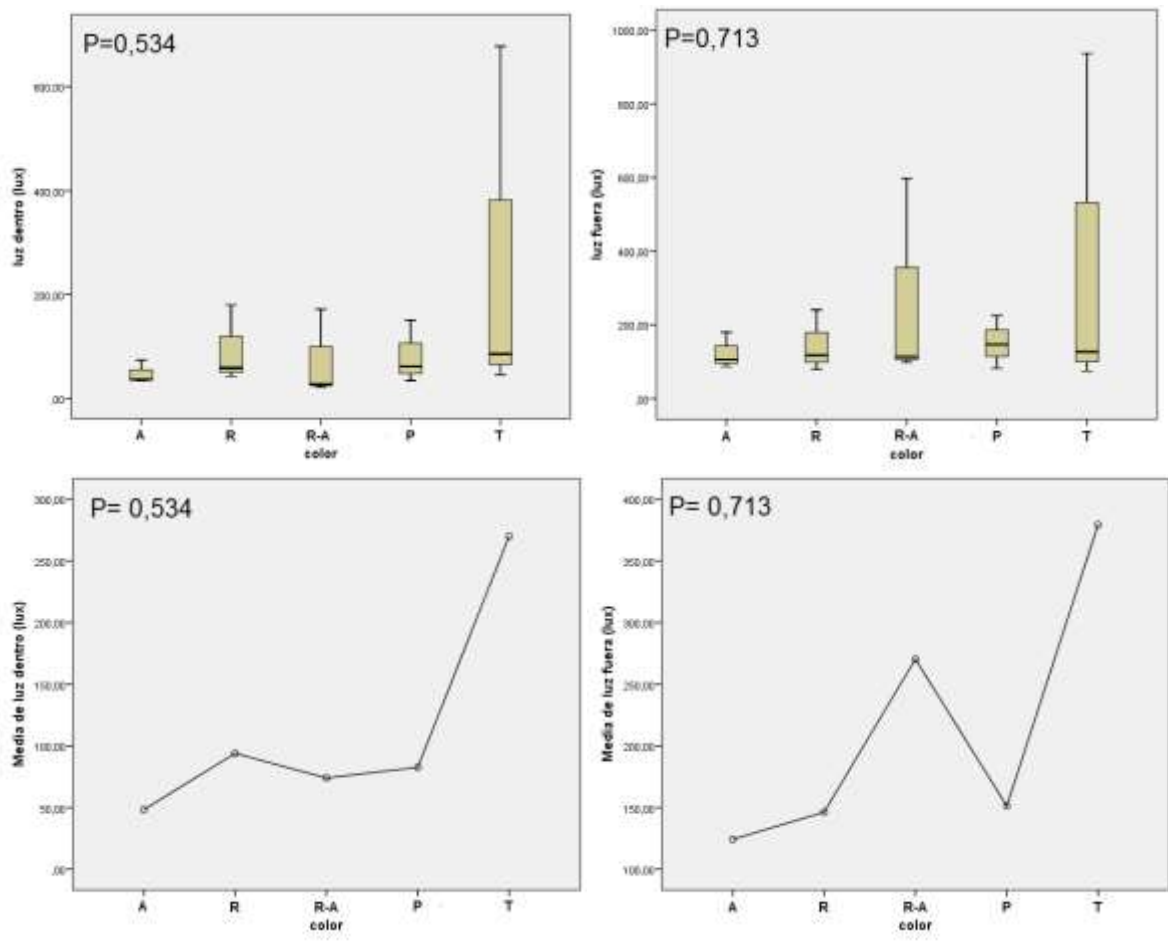 P=0,534
luz dentro (lux)
600,00
400,00
200,00
,00
A R R-A P T
color
P=0,713
luz fuera (lux)
1000,00
800,00
600,00
400,00
200,00
,00
A R R-A P T
color
P= 0,534
Media de luz dentro (lux)
300,00
250,00
200,00
150,00
100,00
50,00
,00
A R R-A P T
color
P= 0,713
Media de luz fuera (lux)
400,00
350,00
300,00
250,00
200,00
150,00
100,00
A R R-A P T
color